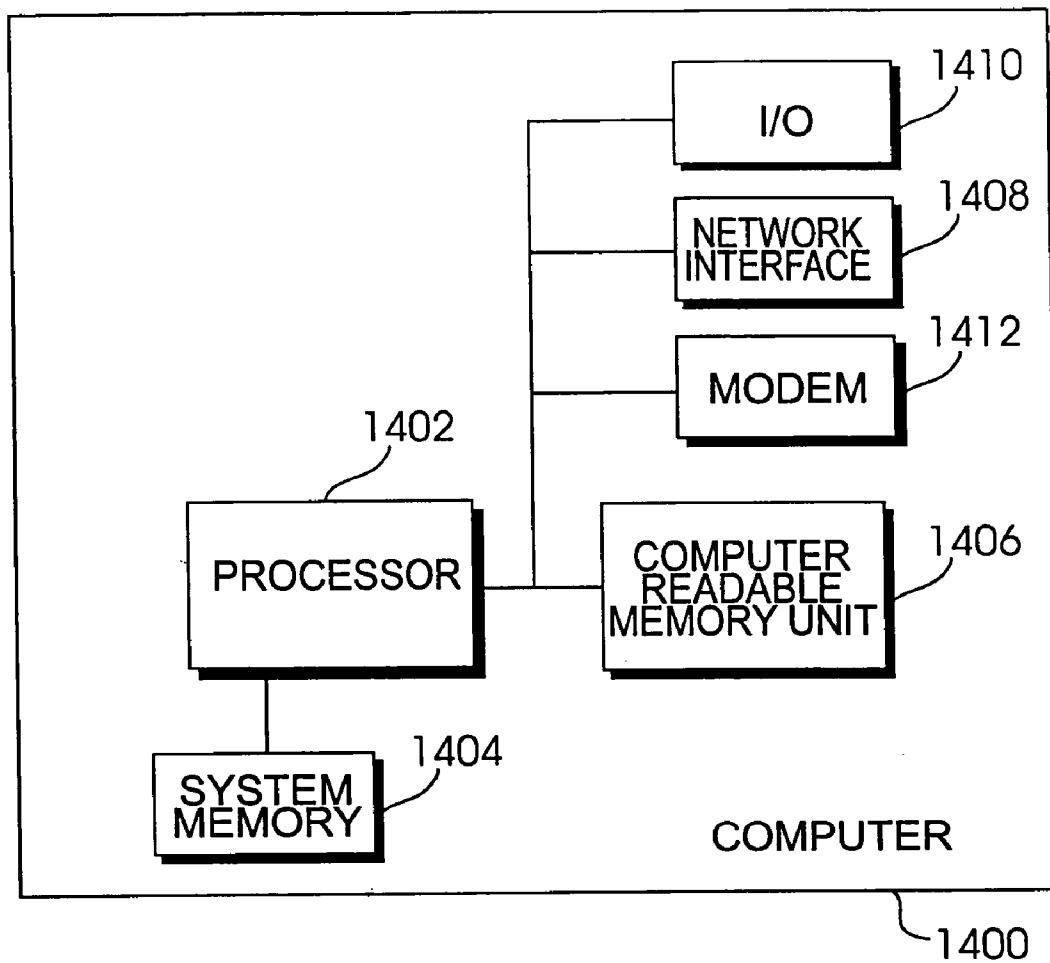 1410
I/O
1408
NETWORK
INTERFACE
1412
MODEM
1402
PROCESSOR
1406
COMPUTER
READABLE
MEMORY UNIT
1404
SYSTEM
MEMORY
COMPUTER
1400